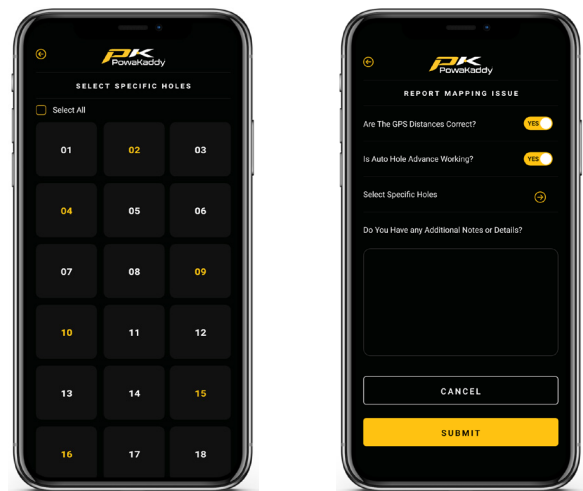 PK
PowaKaddy
SELECT SPECIFIC HOLES
Select All
01 02 03
04 05 06
07 08 09
10 11 12
13 14 15
16 17 18
PK
PowaKaddy
REPORT MAPPING ISSUE
Are The GPS Distances Correct? YES
Is Auto Hole Advance Working? YES
Select Specific Holes
Do You Have any Additional Notes or Details?
CANCEL
SUBMIT